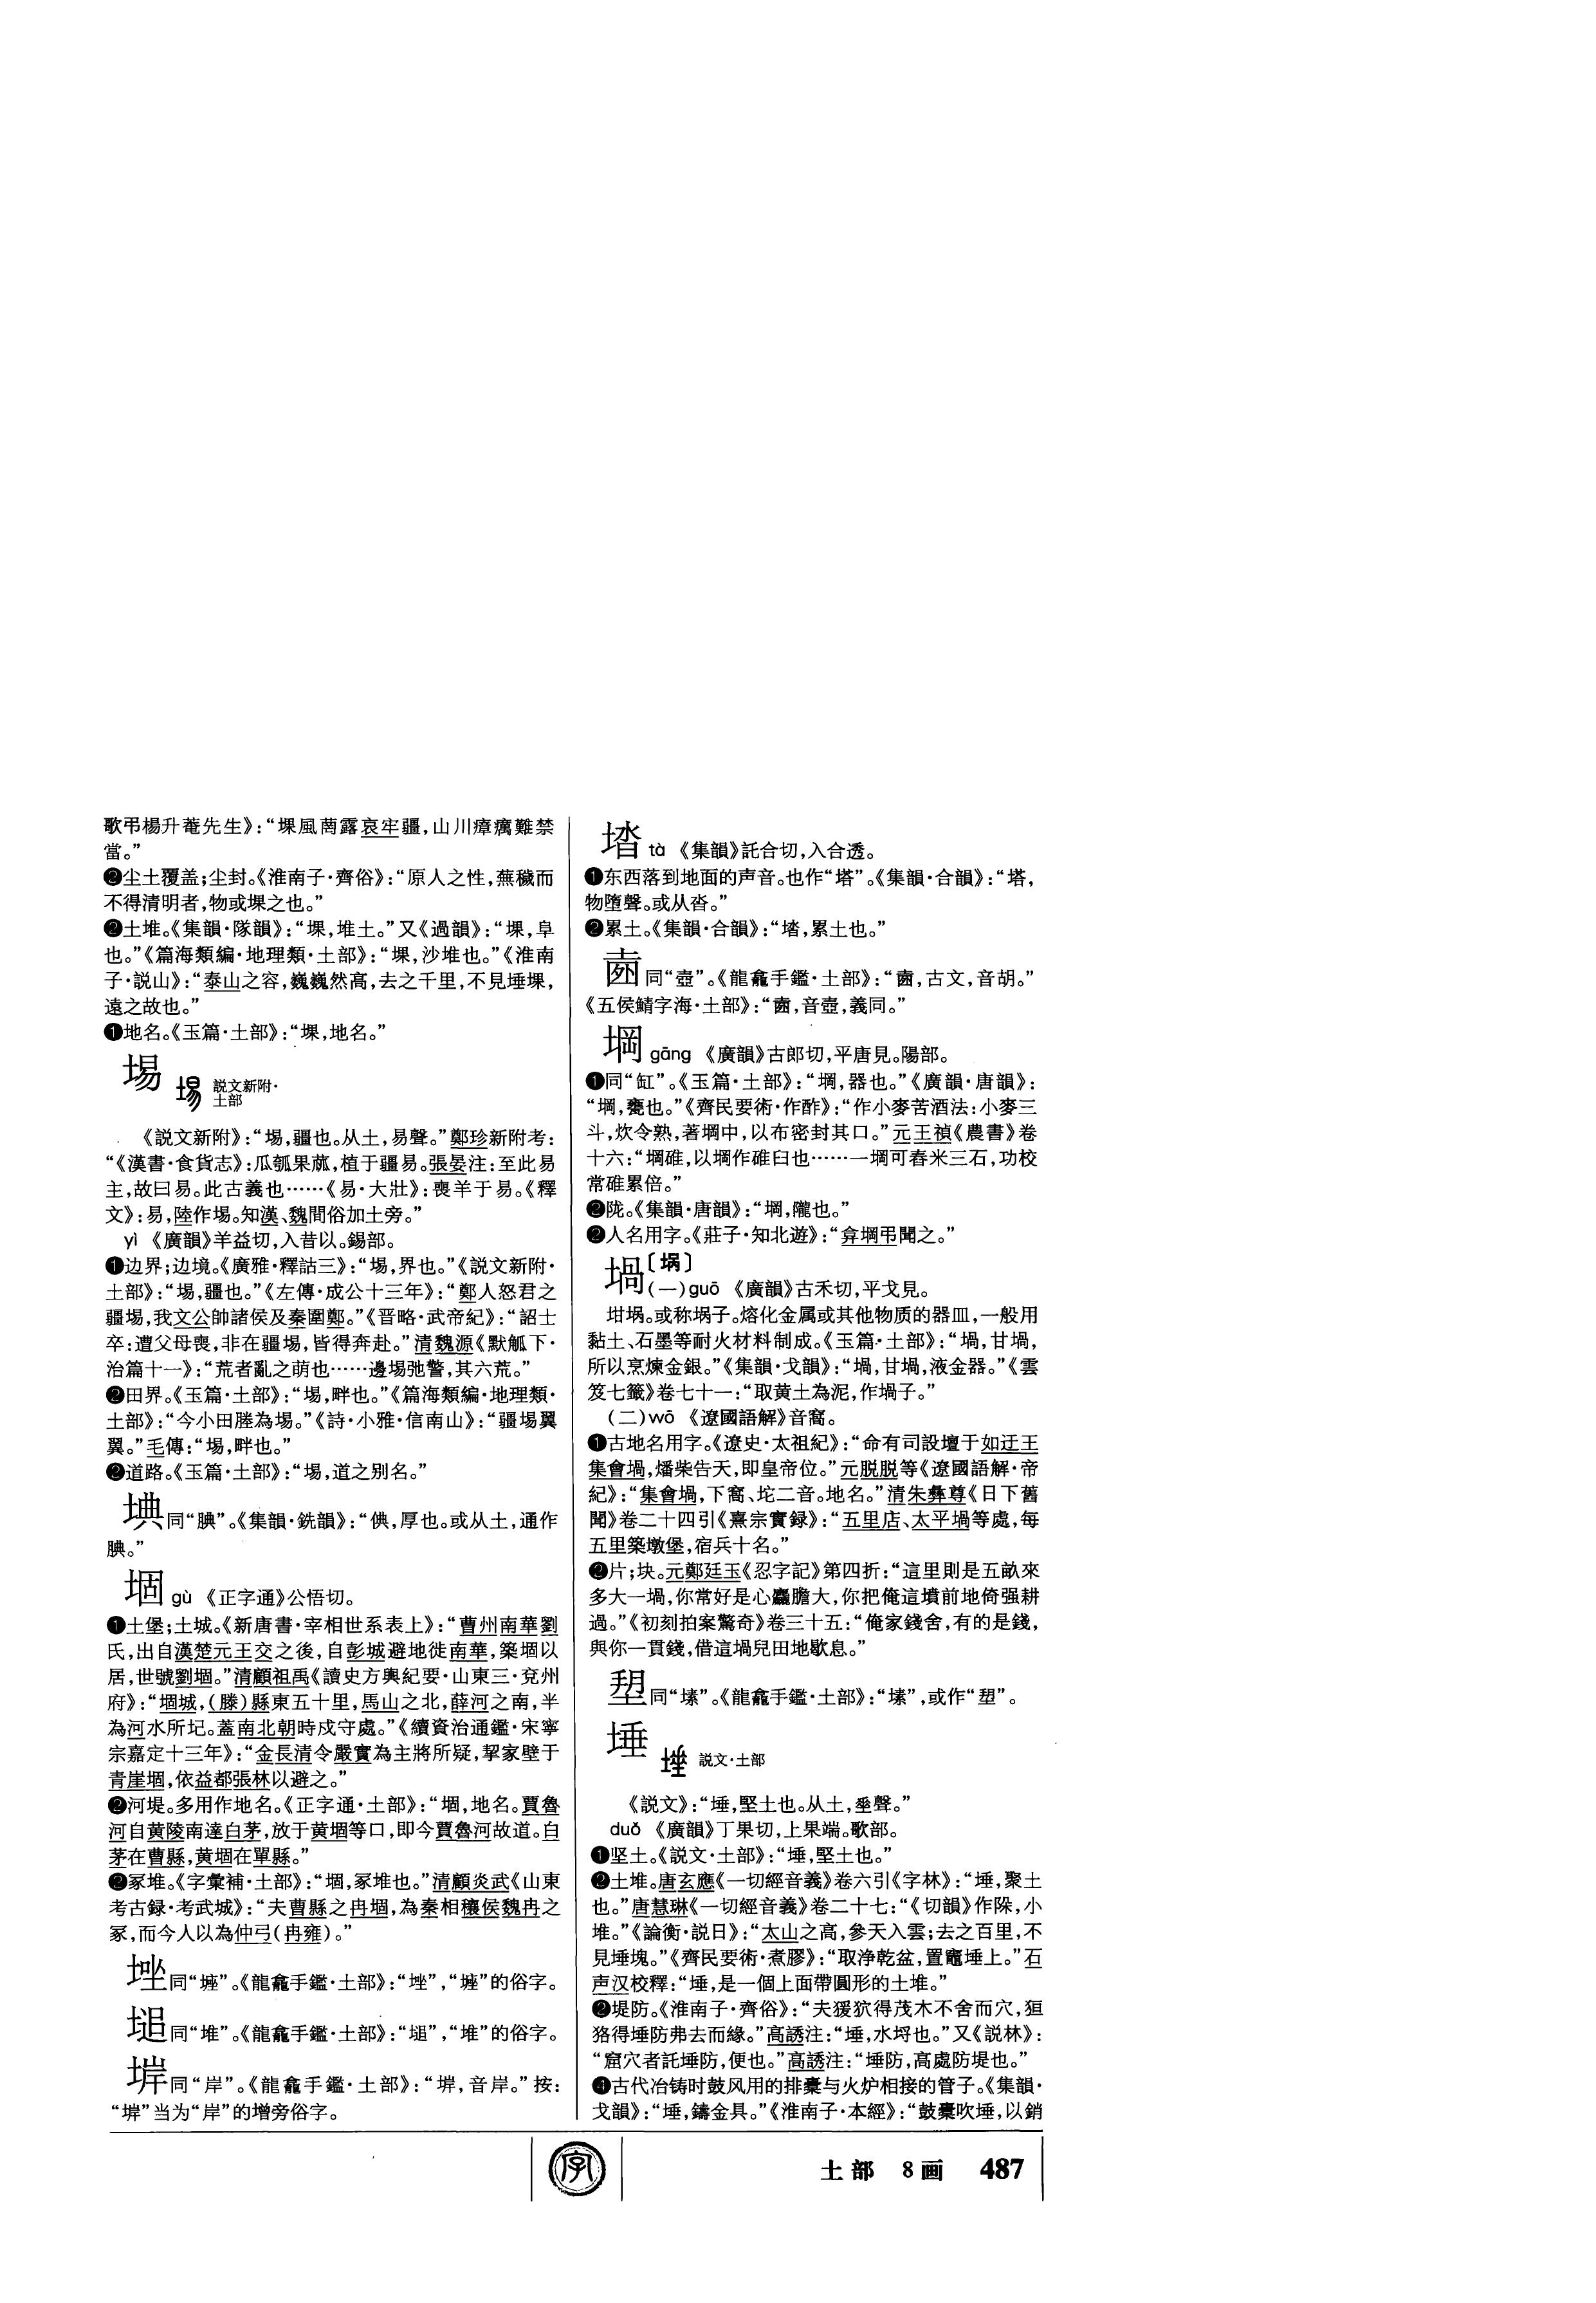 歌弔楊升菴先生》：“堁風菵露哀牢疆，山川瘴癘難禁
當。”
❷尘土覆盖；尘封。《淮南子·齊俗》：“原人之性，蕪穢而
不得清明者，物或堁之也。”
❷土堆。《集韻·隊韻》：“堁，堆土。”又《過韻》：“堁，阜
也。”《篇海類編·地理類·土部》：“堁，沙堆也。”《淮南
子·説山》：“泰山之容，巍巍然高，去之千里，不見埵堁，
遠之故也。”
❶地名。《玉篇·土部》：“堁，地名。”
埸 説文新附·
土部
《説文新附》：“埸，疆也。从土，易聲。”鄭珍新附考：
“《漢書·食貨志》：瓜瓠果蓏，植于疆易。張晏注：至此易
主，故曰易。此古義也……《易·大壯》：喪羊于易。《釋
文》：易，陸作埸。知漢、魏間俗加土旁。”
yì 《廣韻》羊益切，入昔以。錫部。
❶边界；边境。《廣雅·釋詁三》：“埸，界也。”《説文新附·
土部》：“埸，疆也。”《左傳·成公十三年》：“鄭人怒君之
疆埸，我文公帥諸侯及秦圍鄭。”《晋略·武帝紀》：“詔士
卒：遭父母喪，非在疆埸，皆得奔赴。”清魏源《默觚下·
治篇十一》：“荒者亂之萌也……邊埸弛警，其六荒。”
❷田界。《玉篇·土部》：“埸，畔也。”《篇海類編·地理類·
土部》：“今小田塍為埸。”《詩·小雅·信南山》：“疆埸翼
翼。”毛傳：“埸，畔也。”
❷道路。《玉篇·土部》：“埸，道之别名。”
㙉同“腆”。《集韻·銑韻》：“㤥，厚也。或从土，通作
腆。”
堌 gù 《正字通》公悟切。
❶土堡；土城。《新唐書·宰相世系表上》：“曹州南華劉
氏，出自漢楚元王交之後，自彭城避地徙南華，築堌以
居，世號劉堌。”清顧祖禹《讀史方輿紀要·山東三·兗州
府》：“堌城，(滕)縣東五十里，馬山之北，薛河之南，半
為河水所圮。蓋南北朝時戍守處。”《續資治通鑑·宋寧
宗嘉定十三年》：“金長清令嚴實為主將所疑，挈家壁于
青崖堌，依益都張林以避之。”
❷河堤。多用作地名。《正字通·土部》：“堌，地名。賈魯
河自黄陵南達白茅，放于黄堌等口，即今賈魯河故道。白
茅在曹縣，黄堌在單縣。”
❷冢堆。《字彙補·土部》：“堌，冢堆也。”清顧炎武《山東
考古録·考武城》：“夫曹縣之冉堌，為秦相穰侯魏冉之
冢，而今人以為仲弓(冉雍)。”
同“㘸”。《龍龕手鑑·土部》：“”，“”的俗字。
同“堆”。《龍龕手鑑·土部》：“”，“堆”的俗字。
同“岸”。《龍龕手鑑·土部》：“垾，音岸。”按：
“垾”当为“岸”的增旁俗字。
㙮 tà 《集韻》託合切，入合透。
❶东西落到地面的声音。也作“塔”。《集韻·合韻》：“塔，
物墮聲。或从沓。”
❷累土。《集韻·合韻》：“㙮，累土也。”
同“壺”。《龍龕手鑑·土部》：“，古文，音胡。”
《五侯鯖字海·土部》：“，音壺，義同。”
堈 gāng 《廣韻》古郎切，平唐見。陽部。
❶同“缸”。《玉篇·土部》：“堈，器也。”《廣韻·唐韻》：
“堈，甕也。”《齊民要術·作酢》：“作小麥苦酒法：小麥三
斗，炊令熟，著堈中，以布密封其口。”元王禎《農書》卷
十六：“堈碓，以堈作碓臼也……一堈可舂米三石，功校
常碓累倍。”
❷陇。《集韻·唐韻》：“堈，隴也。”
❷人名用字。《莊子·知北遊》：“弇堈弔聞之。”
堝〔埚〕
(一)guō 《廣韻》古禾切，平戈見。
坩埚。或称埚子。熔化金属或其他物质的器皿，一般用
黏土、石墨等耐火材料制成。《玉篇·土部》：“堝，甘堝，
所以烹煉金銀。”《集韻·戈韻》：“堝，甘堝，液金器。”《雲
笈七籤》卷七十一：“取黄土為泥，作堝子。”
(二)wō 《遼國語解》音窩。
❶古地名用字。《遼史·太祖紀》：“命有司設壇于如迂王
集會堝，燔柴告天，即皇帝位。”元脱脱等《遼國語解·帝
紀》：“集會堝，下窩、坨二音。地名。”清朱彝尊《日下舊
聞》卷二十四引《熹宗實録》：“五里店、太平堝等處，每
五里築墩堡，宿兵十名。”
❷片；块。元鄭廷玉《忍字記》第四折：“這里則是五畝來
多大一堝，你常好是心麤膽大，你把俺這墳前地倚强耕
過。”《初刻拍案驚奇》卷三十五：“俺家錢舍，有的是錢，
與你一貫錢，借這堝兒田地歇息。”
同“塐”。《龍龕手鑑·土部》：“塐”，或作“”。
埵 説文·土部
《説文》：“埵，堅土也。从土，𠂹聲。”
duǒ 《廣韻》丁果切，上果端。歌部。
❶坚土。《説文·土部》：“埵，堅土也。”
❷土堆。唐玄應《一切經音義》卷六引《字林》：“埵，聚土
也。”唐慧琳《一切經音義》卷二十七：“《切韻》作陊，小
堆。”《論衡·説日》：“太山之高，參天入雲；去之百里，不
見埵塊。”《齊民要術·煮膠》：“取浄乾盆，置竈埵上。”石
声汉校釋：“埵，是一個上面帶圓形的土堆。”
❷堤防。《淮南子·齊俗》：“夫猨狖得茂木不舍而穴，狟
狢得埵防弗去而緣。”高誘注：“埵，水埒也。”又《説林》：
“窟穴者託埵防，便也。”高誘注：“埵防，高處防堤也。”
❹古代冶铸时鼓风用的排橐与火炉相接的管子。《集韻·
戈韻》：“埵，鑄金具。”《淮南子·本經》：“鼓橐吹埵，以銷
字
土部 8画 487